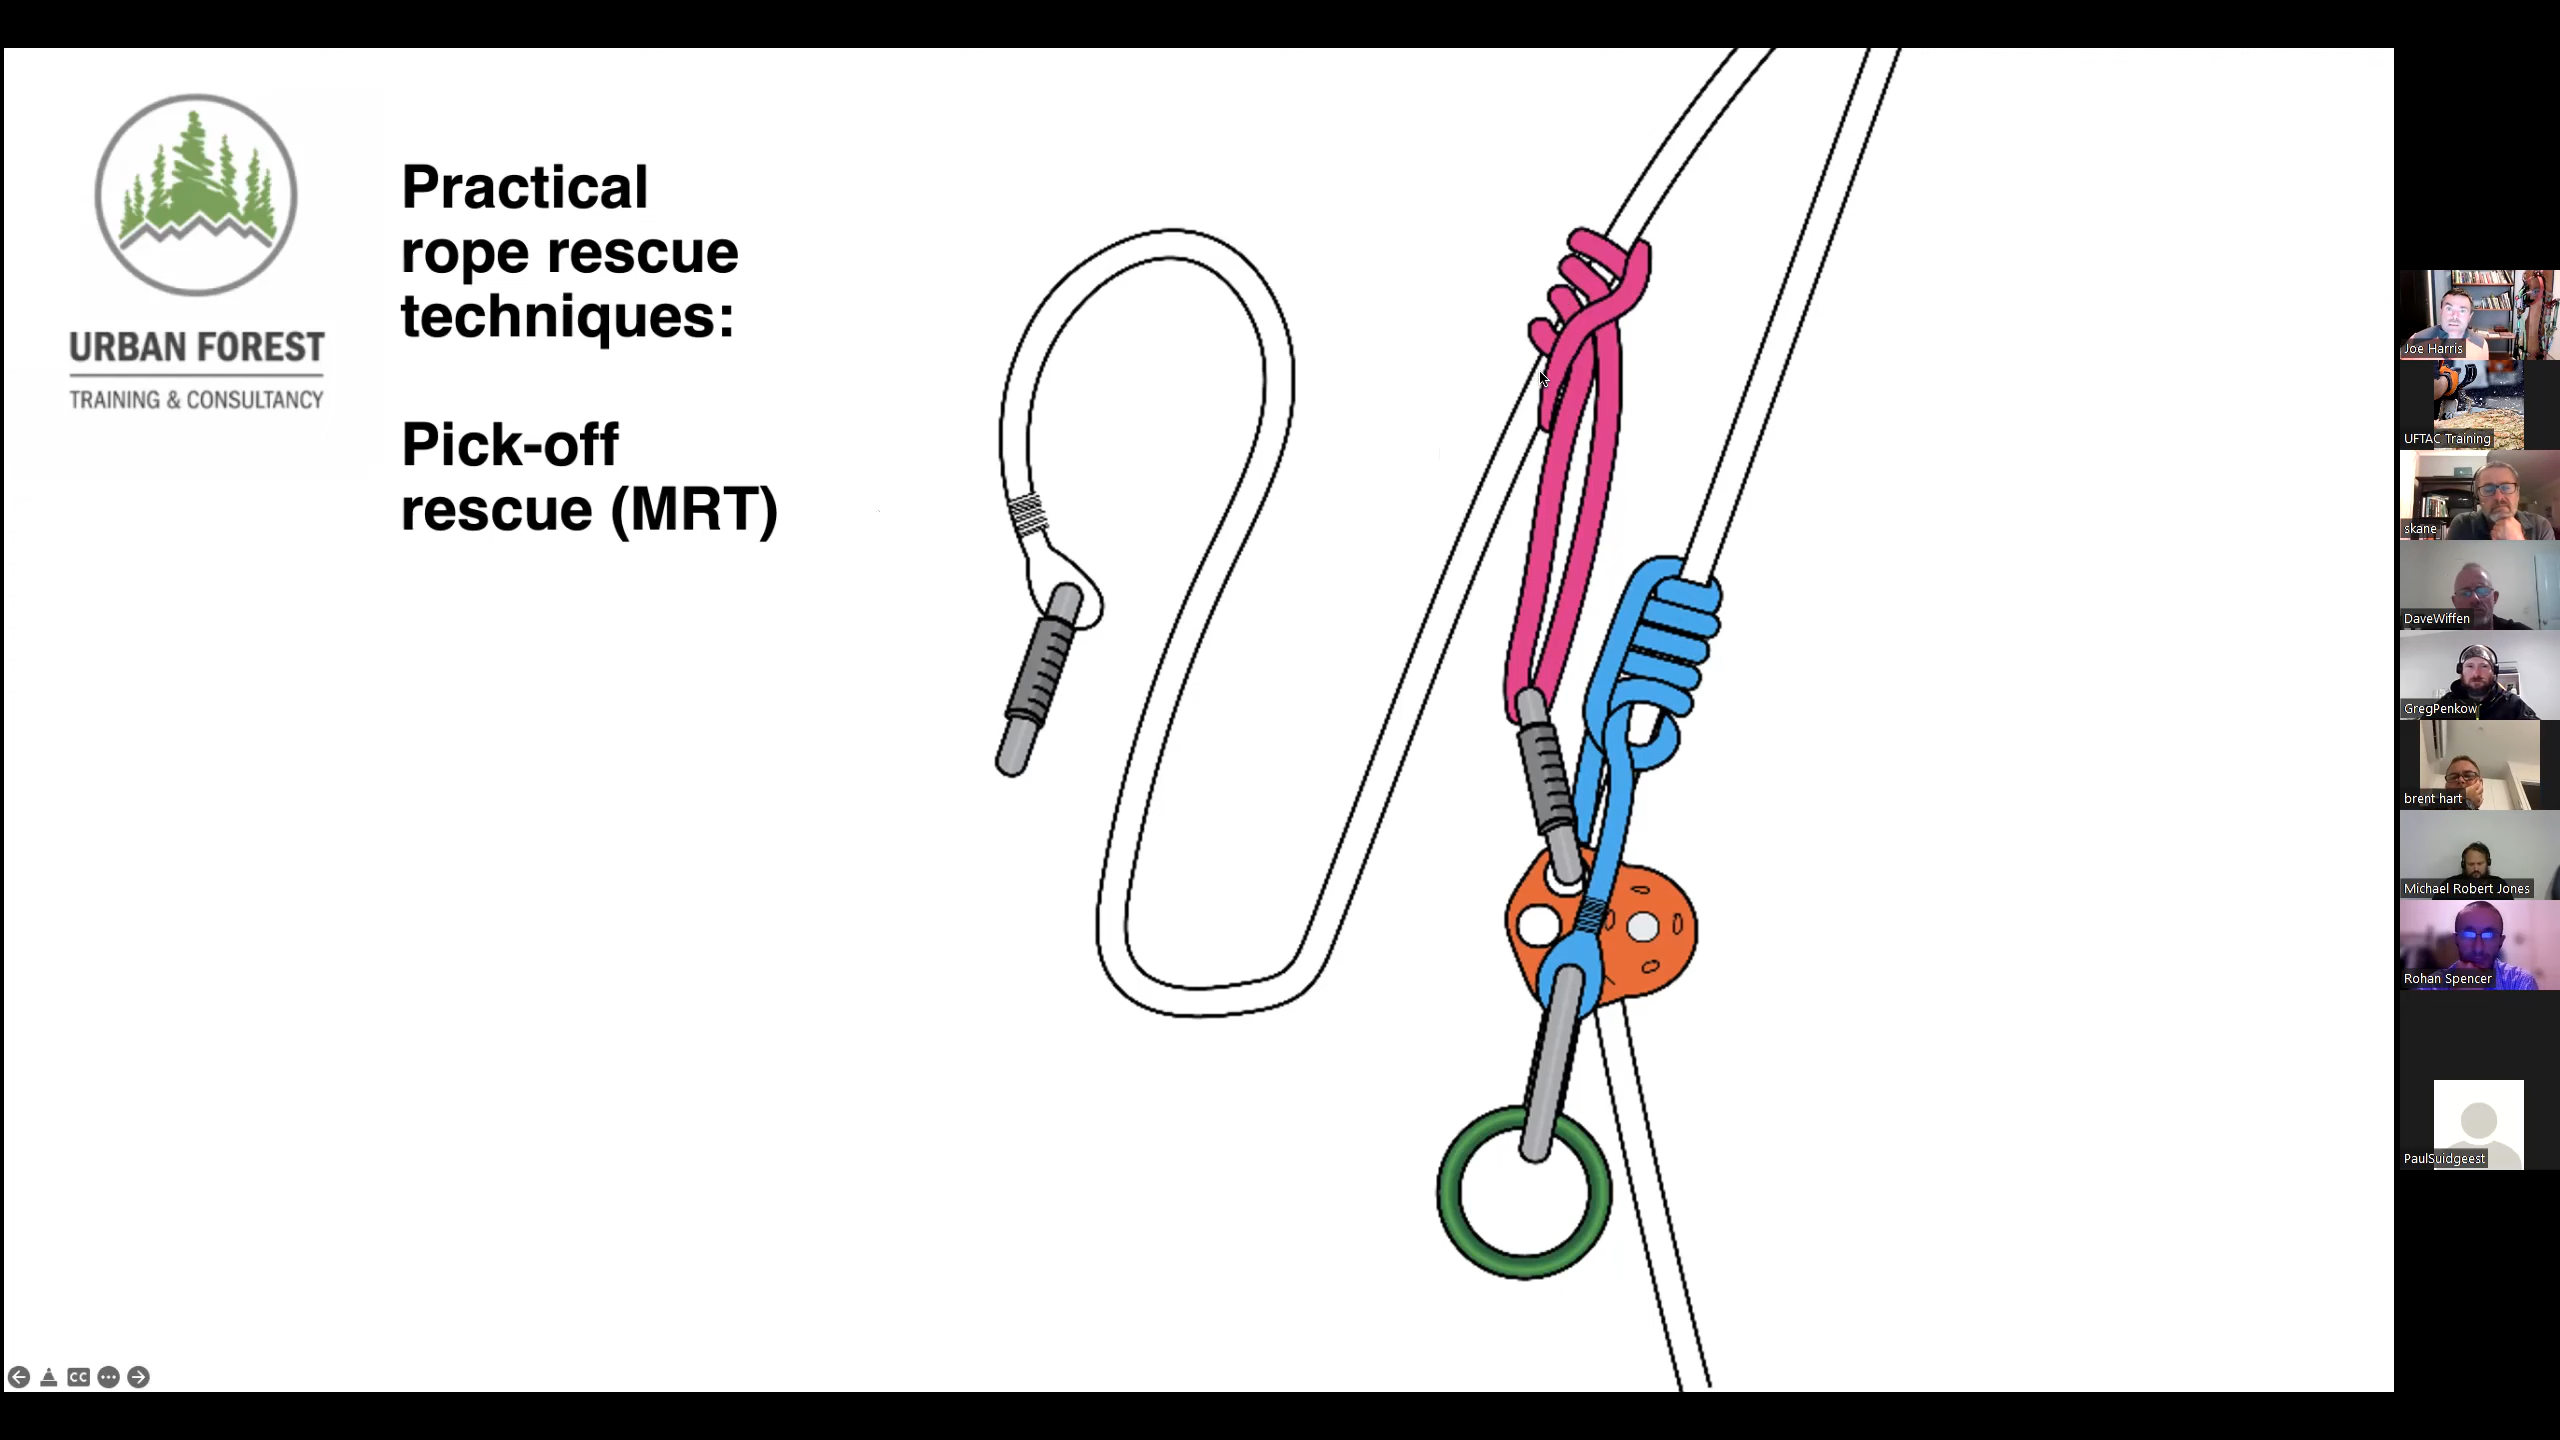 URBAN FOREST
TRAINING & CONSULTANCY
Practical
rope rescue
techniques:
Pick-off
rescue (MRT)
CC
Joe Harris
UFTAC Training
skane
DaveWiffen
GregPenkow
brent hart
Michael Robert Jones
Rohan Spencer
PaulSuidgeest